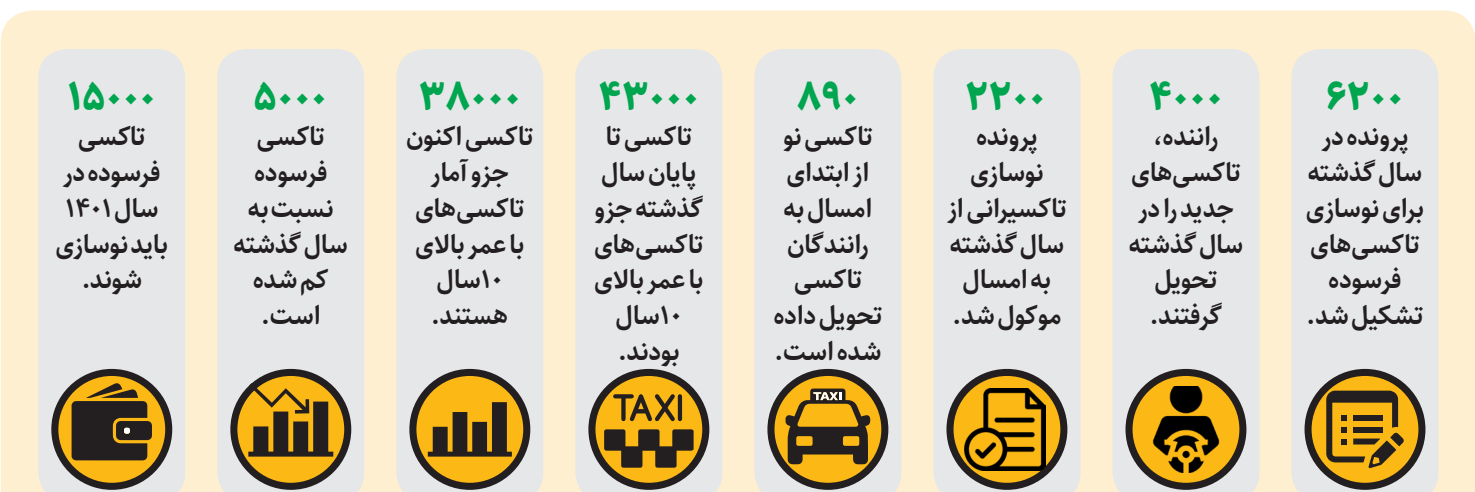 ۶۲۰۰
پرونده در
سال گذشته
برای نوسازی
تاکسی‌های
فرسوده
تشکیل شد.
۴۰۰۰
راننده،
تاکسی‌های
جدید را در
سال گذشته
تحویل
گرفتند.
۲۲۰۰
پرونده
نوسازی
تاکسیرانی از
سال گذشته
به امسال
موکول شد.
۸۹۰
تاکسی نو
از ابتدای
امسال به
رانندگان
تاکسی
تحویل داده
شده است.
TAXI
۴۳۰۰۰
تاکسی تا
پایان سال
گذشته جزو
تاکسی‌های
با عمر بالای
۱۰سال
بودند.
TAXI
۳۸۰۰۰
تاکسی اکنون
جزو آمار
تاکسی‌های
با عمر بالای
۱۰سال
هستند.
۵۰۰۰
تاکسی
فرسوده
نسبت به
سال گذشته
کم شده
است.
۱۵۰۰۰
تاکسی
فرسوده در
سال ۱۴۰۱
باید نوسازی
شوند.